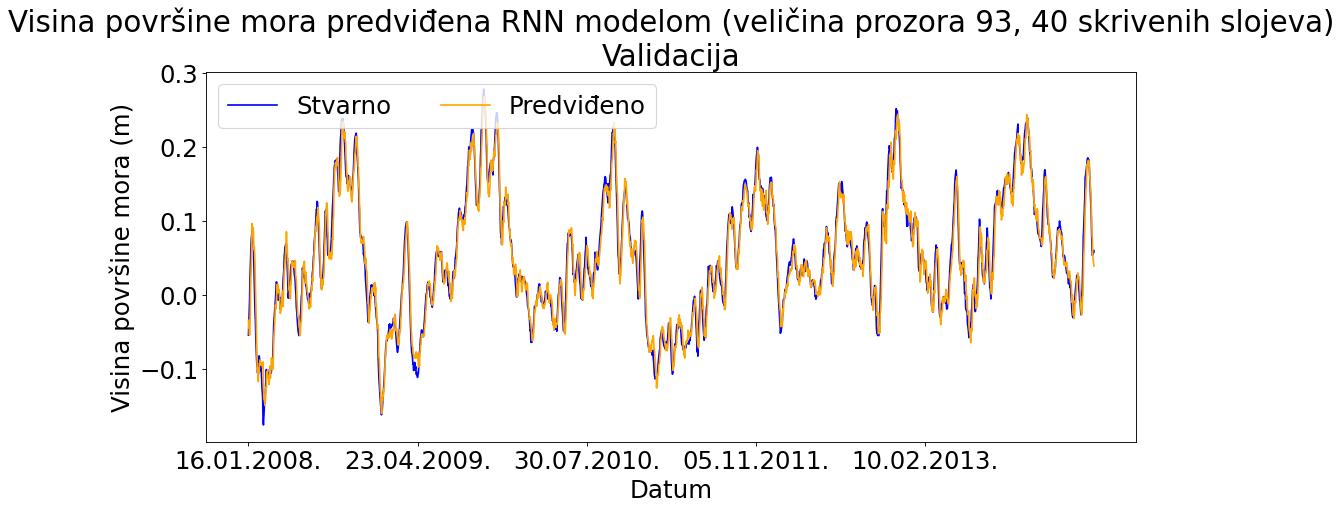 Visina površine mora predviđena RNN modelom (veličina prozora 93, 40 skrivenih slojeva)
Validacija
Stvarno
Predviđeno
Visina površine mora (m)
0.3
0.2
0.1
0.0
−0.1
16.01.2008.
23.04.2009.
30.07.2010.
05.11.2011.
10.02.2013.
Datum